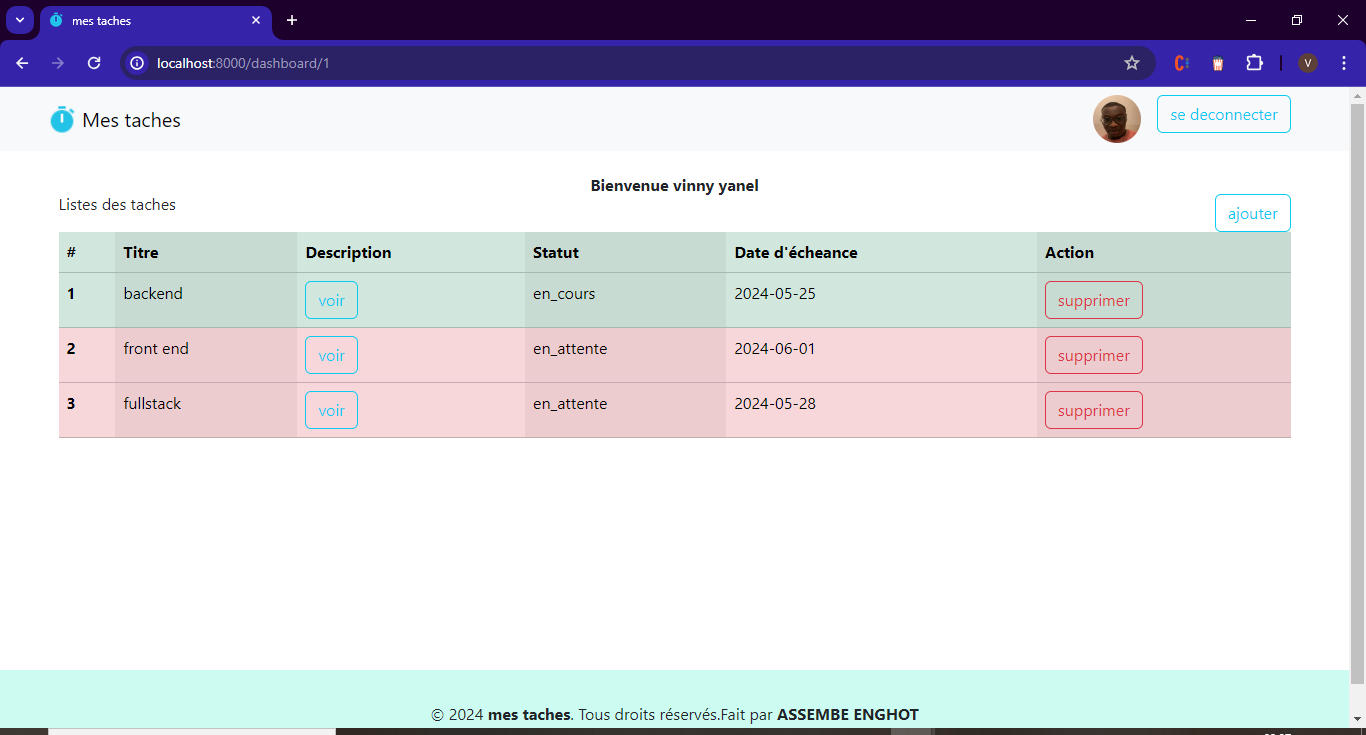 mes taches
localhost:8000/dashboard/1
V
Mes taches
se deconnecter
Bienvenue vinny yanel
Listes des taches
ajouter
# Titre Description Statut Date d'écheance Action
1 backend voir en_cours 2024-05-25 supprimer
2 front end voir en_attente 2024-06-01 supprimer
3 fullstack voir en_attente 2024-05-28 supprimer
© 2024 mes taches. Tous droits réservés.Fait par ASSEMBE ENGHOT